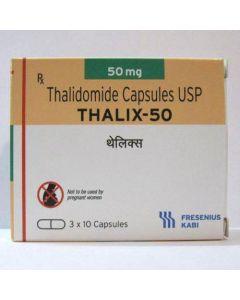 50 mg
Rx
Thalidomide Capsules USP
THALIX-50
थेलिक्स
Not to be used by
pregnant women
3 x 10 Capsules
FRESENIUS
KABI